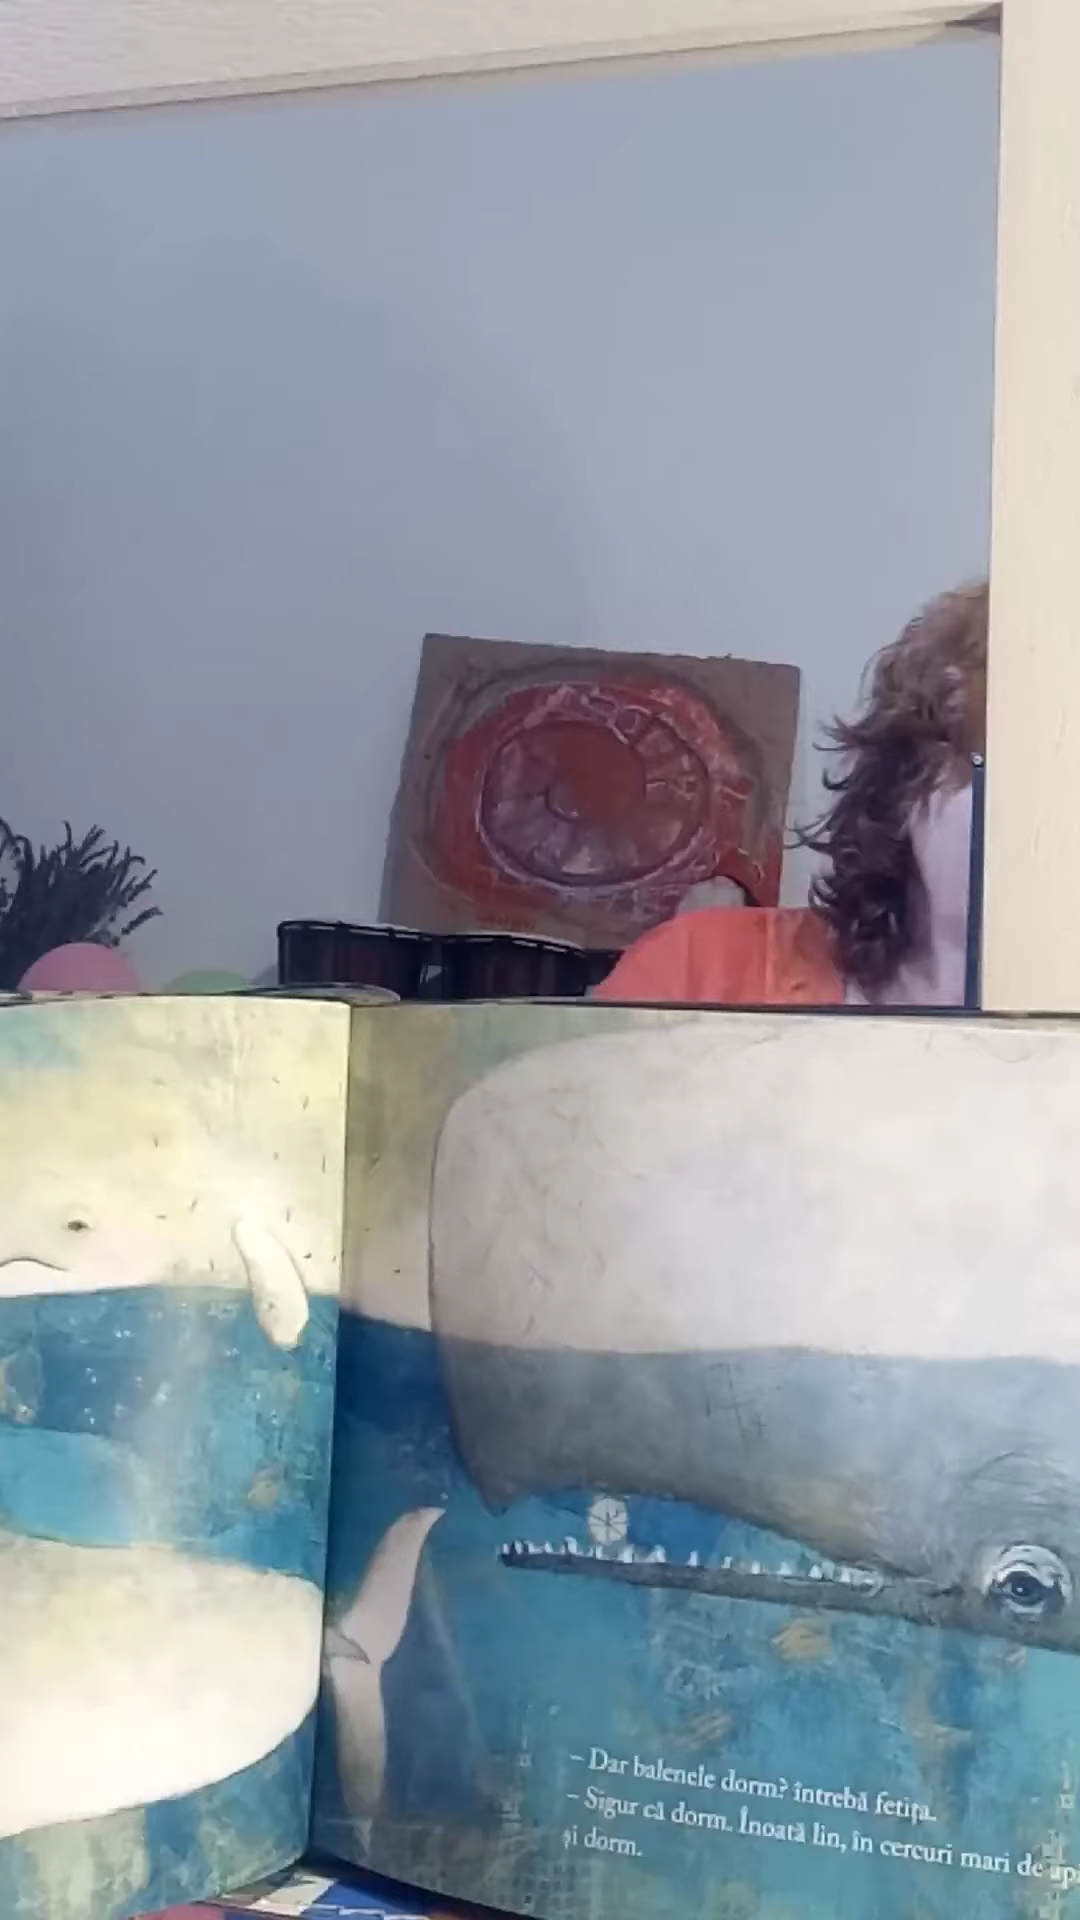 – Dar balenele dorm? întrebă fetița.
– Sigur că dorm. Înoată lin, în cercuri mari de
și dorm.